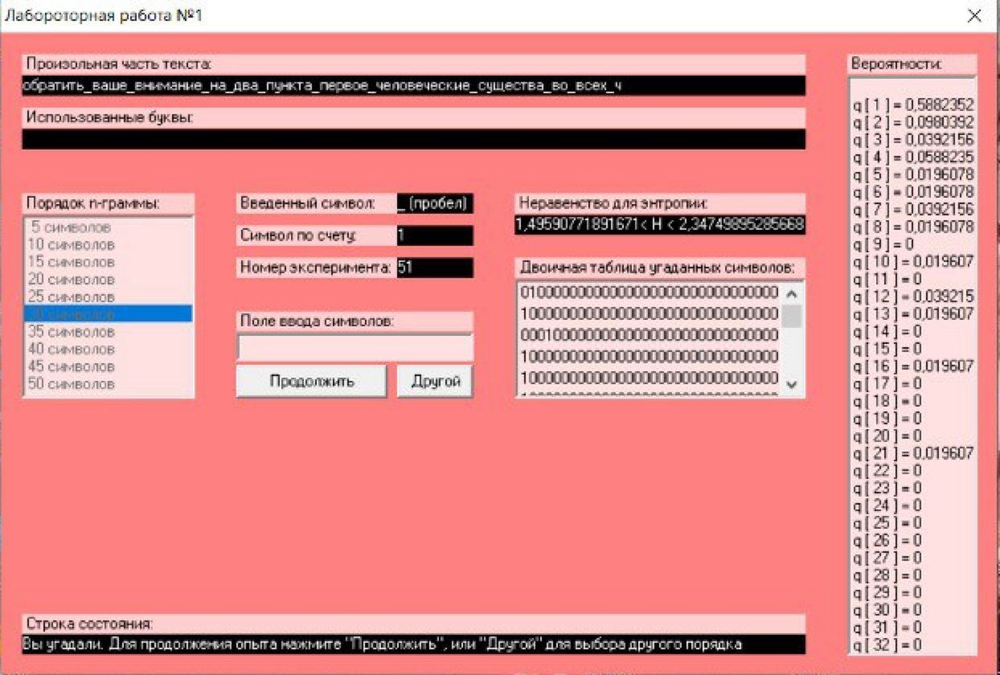 Лабороторная работа №1
Произольная часть текста:
обратить_ваше_внимание_на_два_пункта_первое_человеческие_существа_во_всех_ч
Использованные буквы:
Порядок n-граммы:
5 символов
10 символов
15 символов
20 символов
25 символов
30 символов
35 символов
40 символов
45 символов
50 символов
Введенный символ: _ (пробел)
Символ по счету: 1
Номер эксперимента: 51
Поле ввода символов:
Продолжить Другой
Неравенство для энтропии:
1,49590771891671< H < 2,34749895285668
Двоичная таблица угаданных символов:
01000000000000000000000000000000
10000000000000000000000000000000
00010000000000000000000000000000
10000000000000000000000000000000
10000000000000000000000000000000
Вероятности:
q[ 1 ] = 0,5882352
q[ 2 ] = 0,0980392
q[ 3 ] = 0,0392156
q[ 4 ] = 0,0588235
q[ 5 ] = 0,0196078
q[ 6 ] = 0,0196078
q[ 7 ] = 0,0392156
q[ 8 ] = 0,0196078
q[ 9 ] = 0
q[ 10 ] = 0,019607
q[ 11 ] = 0
q[ 12 ] = 0,039215
q[ 13 ] = 0,019607
q[ 14 ] = 0
q[ 15 ] = 0
q[ 16 ] = 0,019607
q[ 17 ] = 0
q[ 18 ] = 0
q[ 19 ] = 0
q[ 20 ] = 0
q[ 21 ] = 0,019607
q[ 22 ] = 0
q[ 23 ] = 0
q[ 24 ] = 0
q[ 25 ] = 0
q[ 26 ] = 0
q[ 27 ] = 0
q[ 28 ] = 0
q[ 29 ] = 0
q[ 30 ] = 0
q[ 31 ] = 0
q[ 32 ] = 0
Строка состояния:
Вы угадали. Для продолжения опыта нажмите "Продолжить", или "Другой" для выбора другого порядка